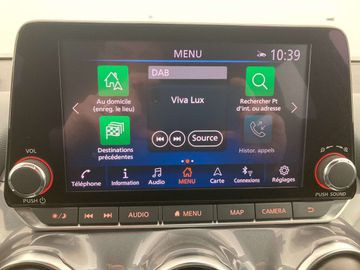 MENU
10:39
DAB
Viva Lux
Au domicile
(enreg. le lieu)
Rechercher Pt
d'int. ou adresse
Destinations
précédentes
Source
Histor. appels
Téléphone
Information
Audio
MENU
Carte
Connexions
Réglages
VOL
PUSH
PUSH SOUND
AUDIO
MENU
MAP
CAMERA